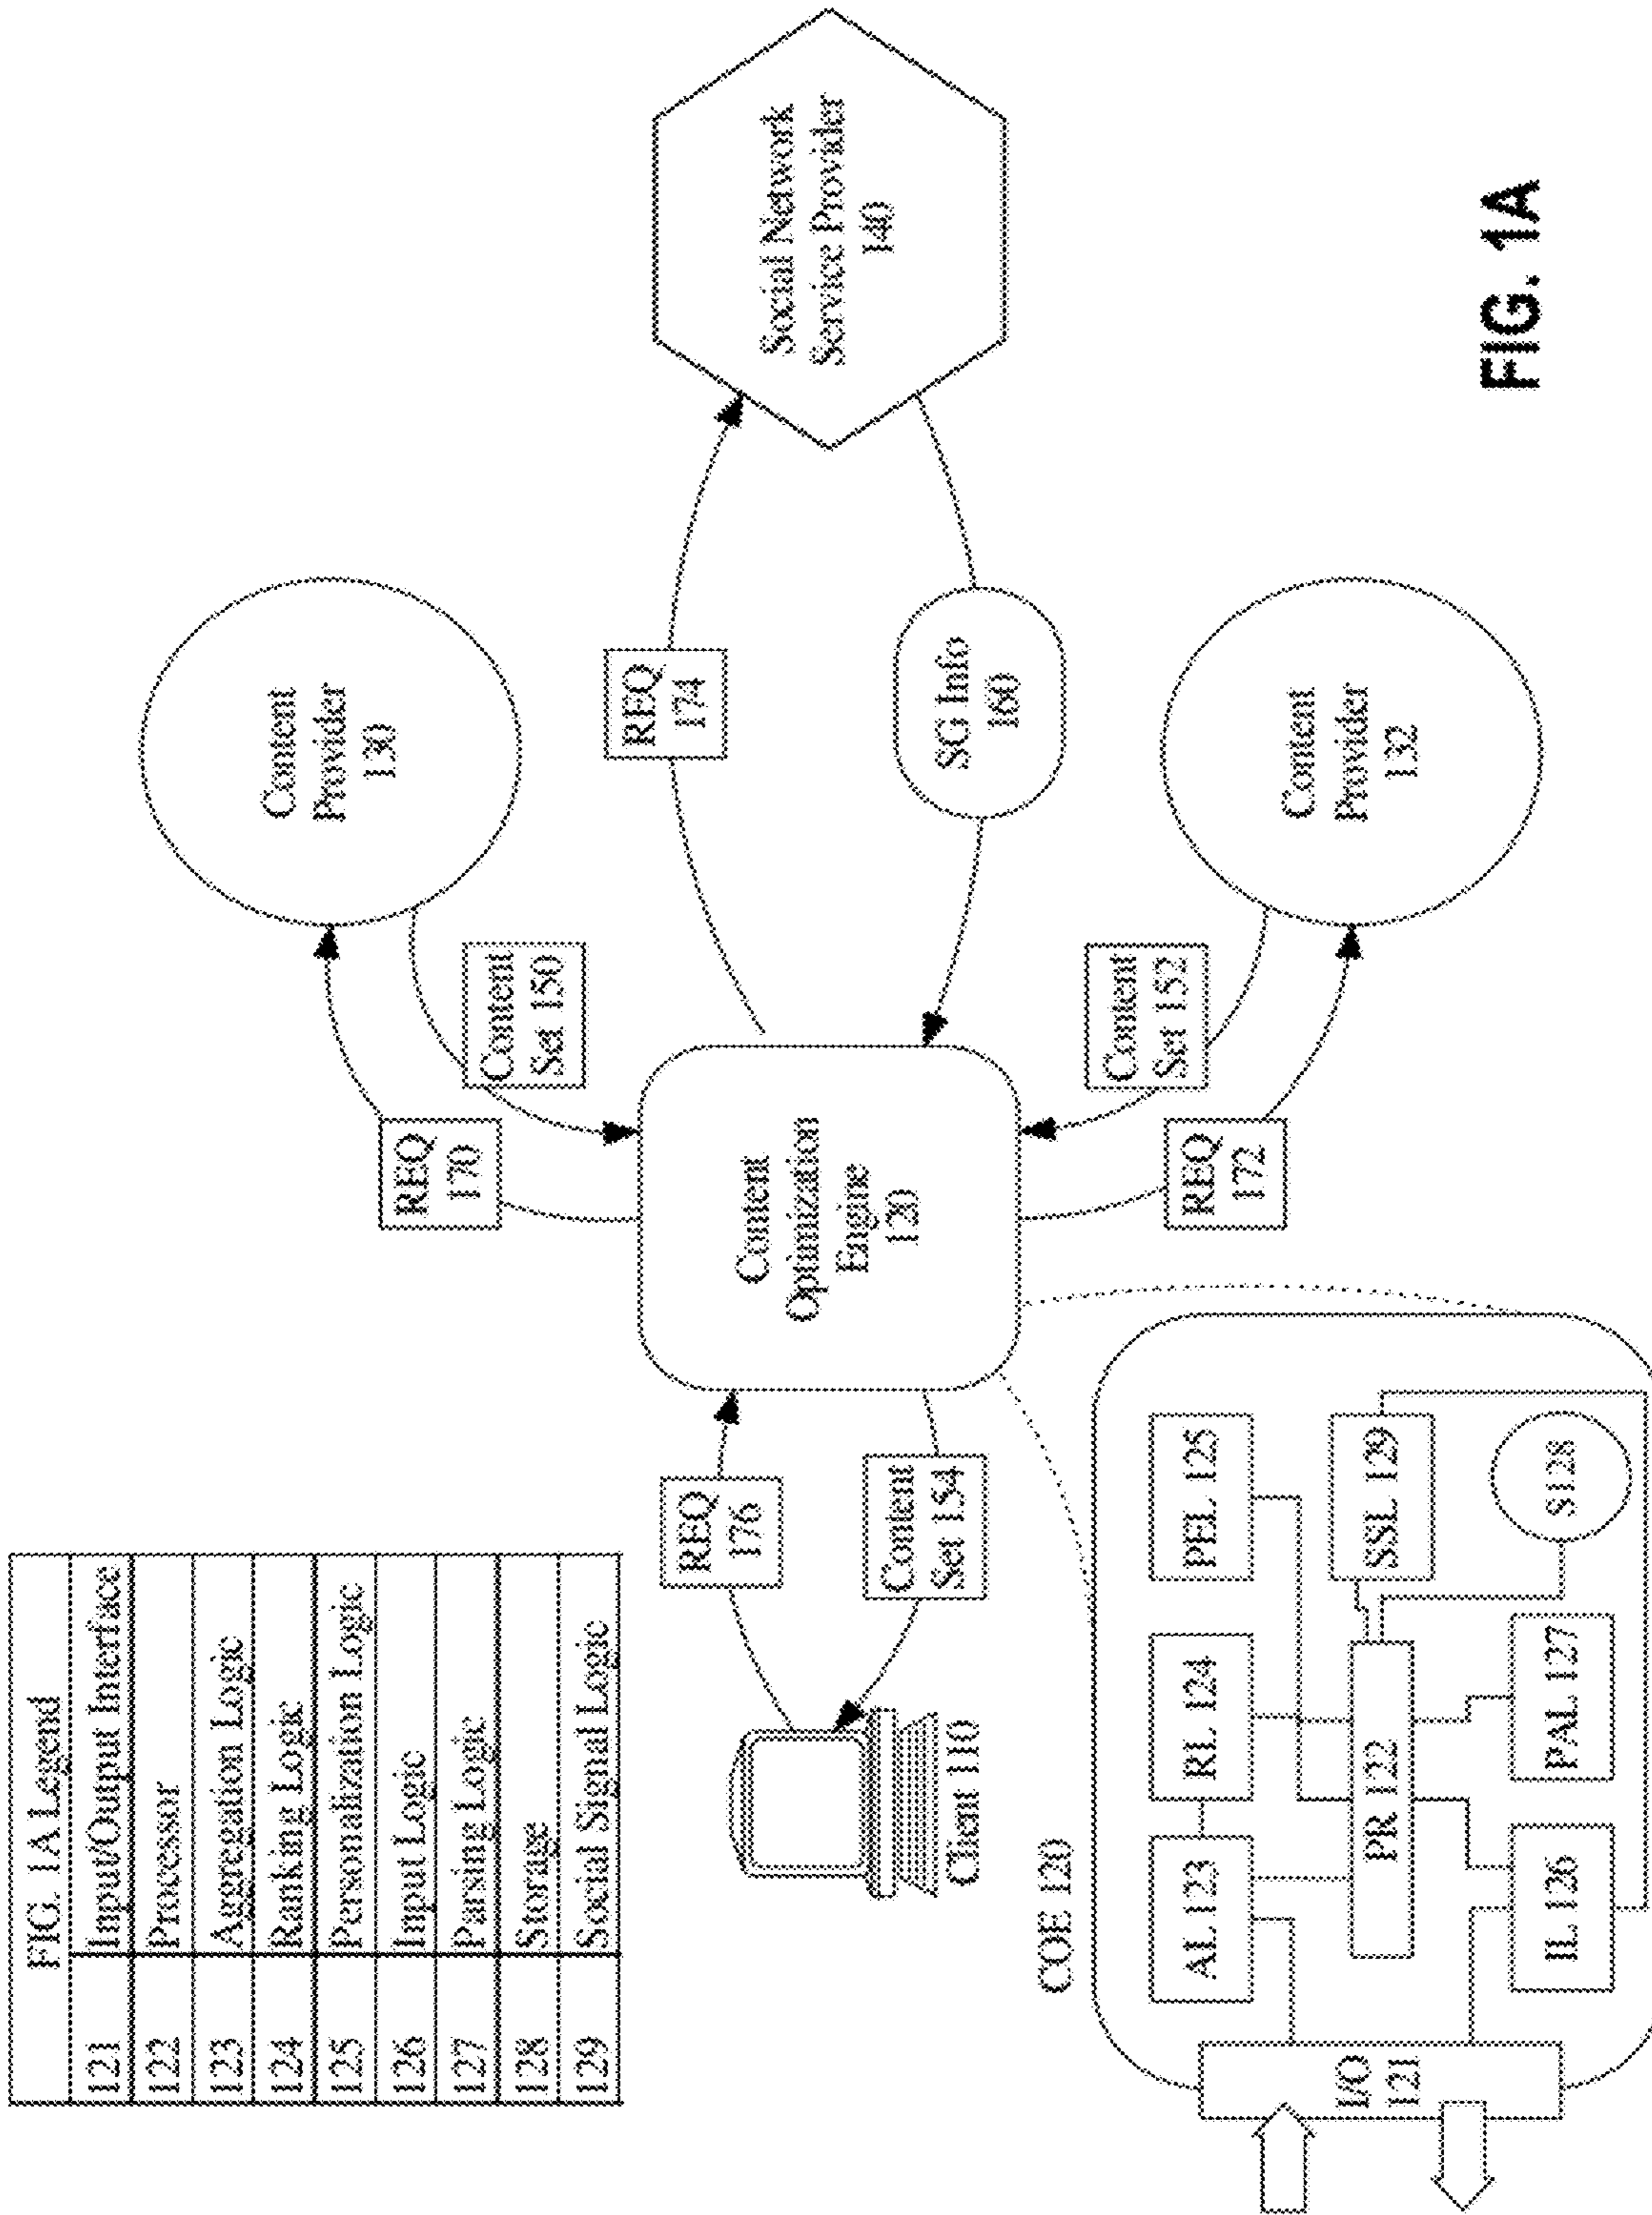 FIG. 1A Legend
121 Input/Output Interface
122 Processor
123 Aggregation Logic
124 Ranking Logic
125 Personalization Logic
126 Input Logic
127 Parsing Logic
128 Storage
129 Social Signal Logic
Content
Provider
130
REQ
170
Content
Set 150
REQ
174
Social Network
Service Provider
140
REQ
176
Content
Optimization
Engine
120
Client 110
Content
Set 154
SG Info
160
Content
Set 152
REQ
172
Content
Provider
132
COE 120
I/O
121
AL 123
RL 124
PEL 125
PR 122
SSL 129
IL 126
PAL 127
S128
FIG. 1A